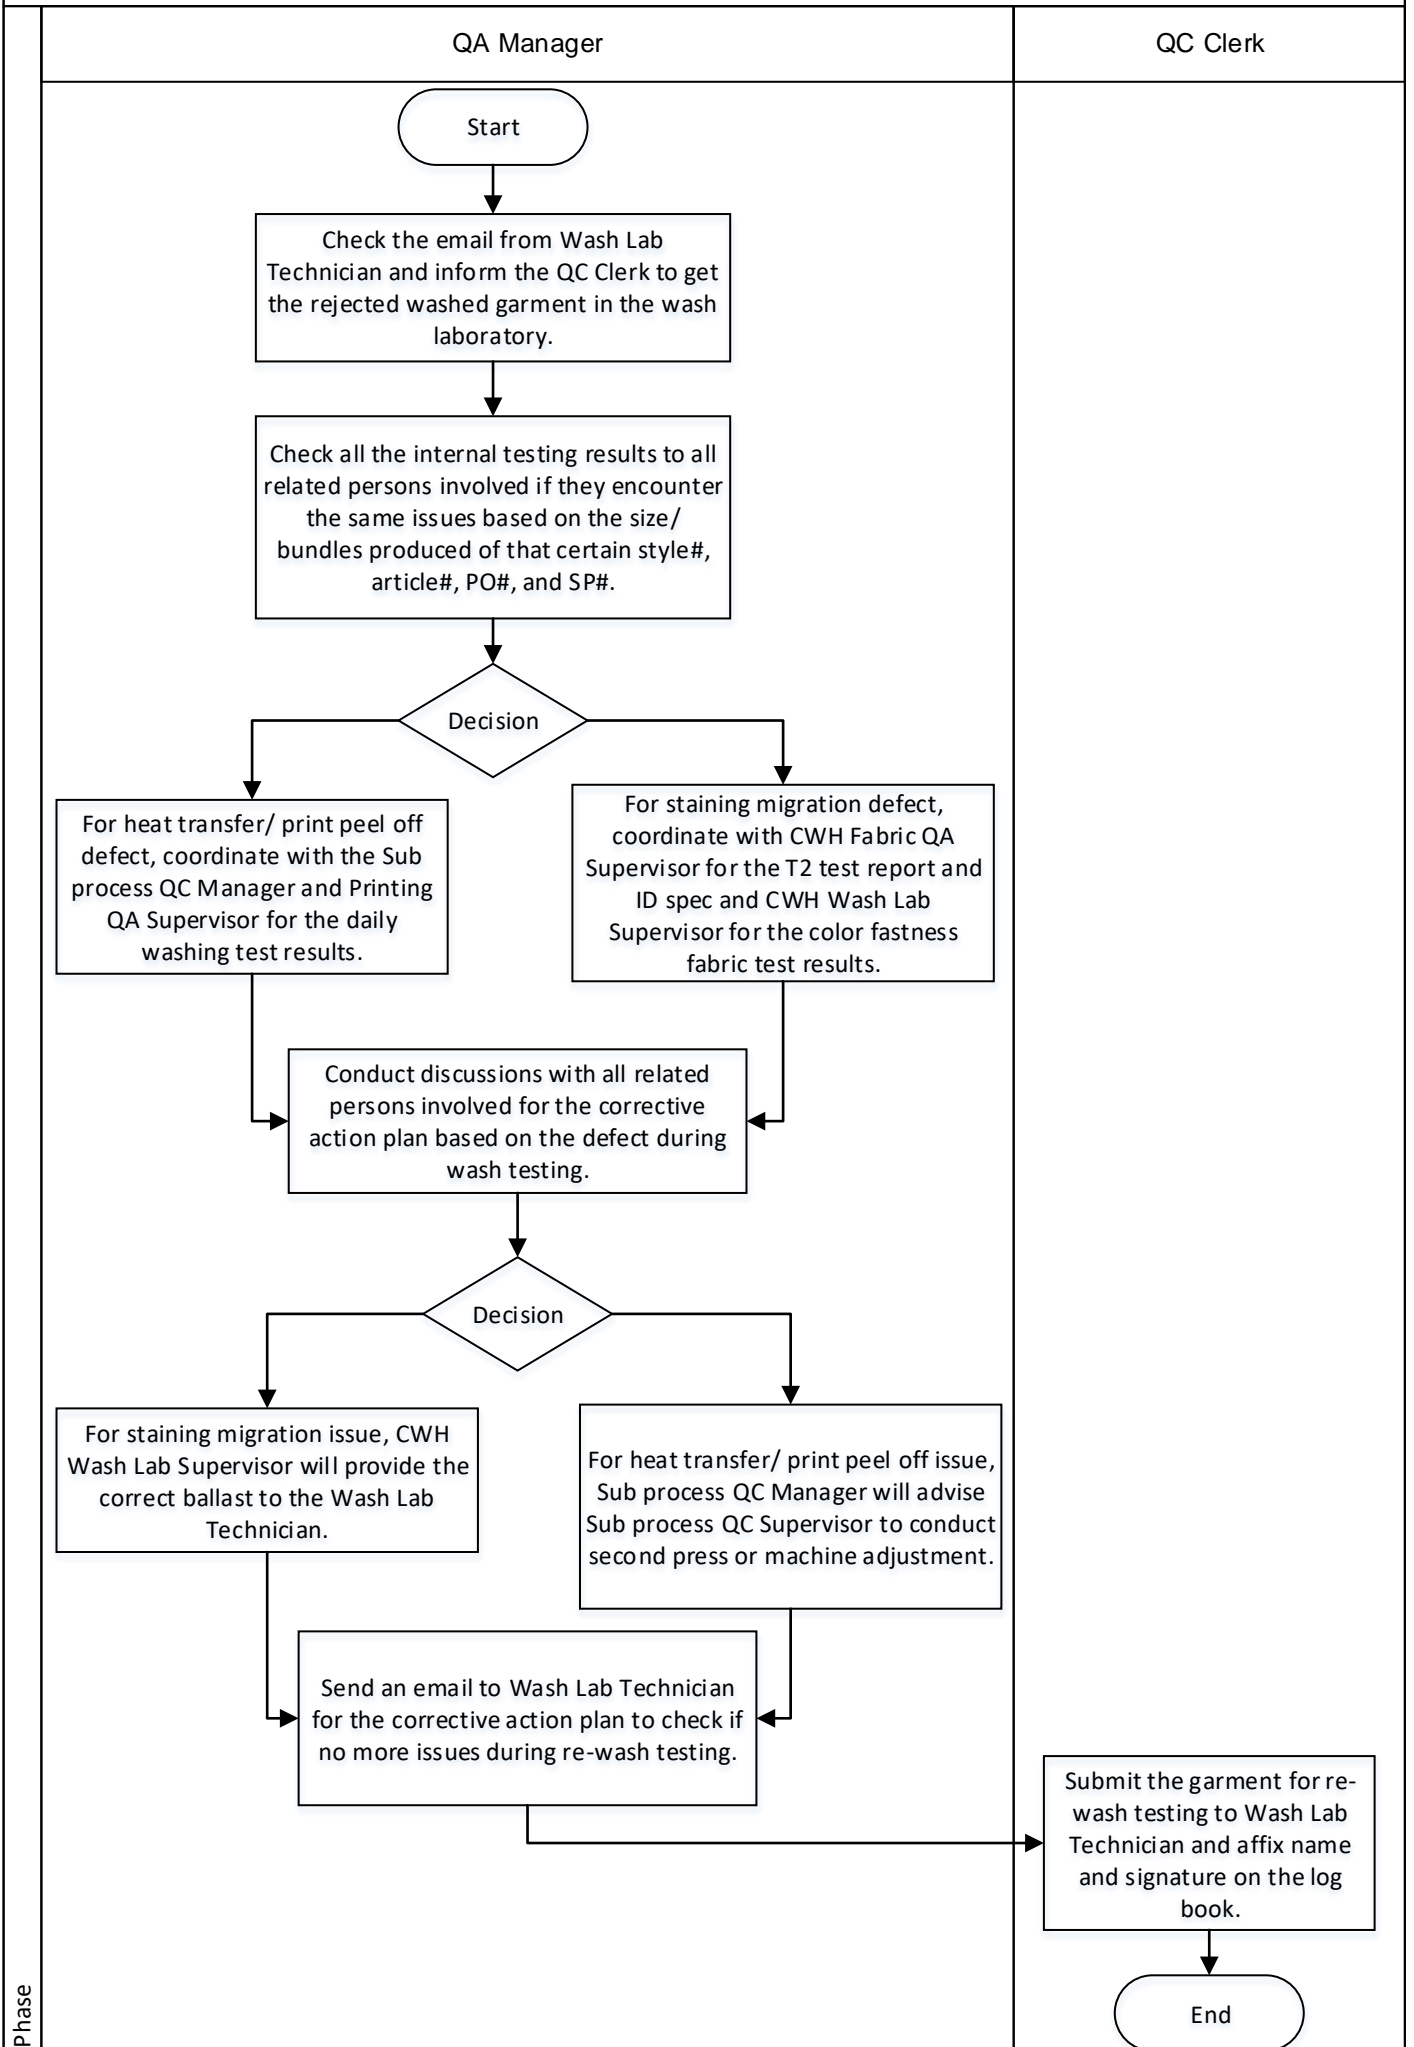 QA Manager
QC Clerk
Start
Check the email from Wash Lab
Technician and inform the QC Clerk to get
the rejected washed garment in the wash
laboratory.
Check all the internal testing results to all
related persons involved if they encounter
the same issues based on the size/
bundles produced of that certain style#,
article#, PO#, and SP#.
Decision
For heat transfer/ print peel off
defect, coordinate with the Sub
process QC Manager and Printing
QA Supervisor for the daily
washing test results.
For staining migration defect,
coordinate with CWH Fabric QA
Supervisor for the T2 test report and
ID spec and CWH Wash Lab
Supervisor for the color fastness
fabric test results.
Conduct discussions with all related
persons involved for the corrective
action plan based on the defect during
wash testing.
Decision
For staining migration issue, CWH
Wash Lab Supervisor will provide the
correct ballast to the Wash Lab
Technician.
For heat transfer/ print peel off issue,
Sub process QC Manager will advise
Sub process QC Supervisor to conduct
second press or machine adjustment.
Send an email to Wash Lab Technician
for the corrective action plan to check if
no more issues during re-wash testing.
Submit the garment for re-
wash testing to Wash Lab
Technician and affix name
and signature on the log
book.
End
Phase